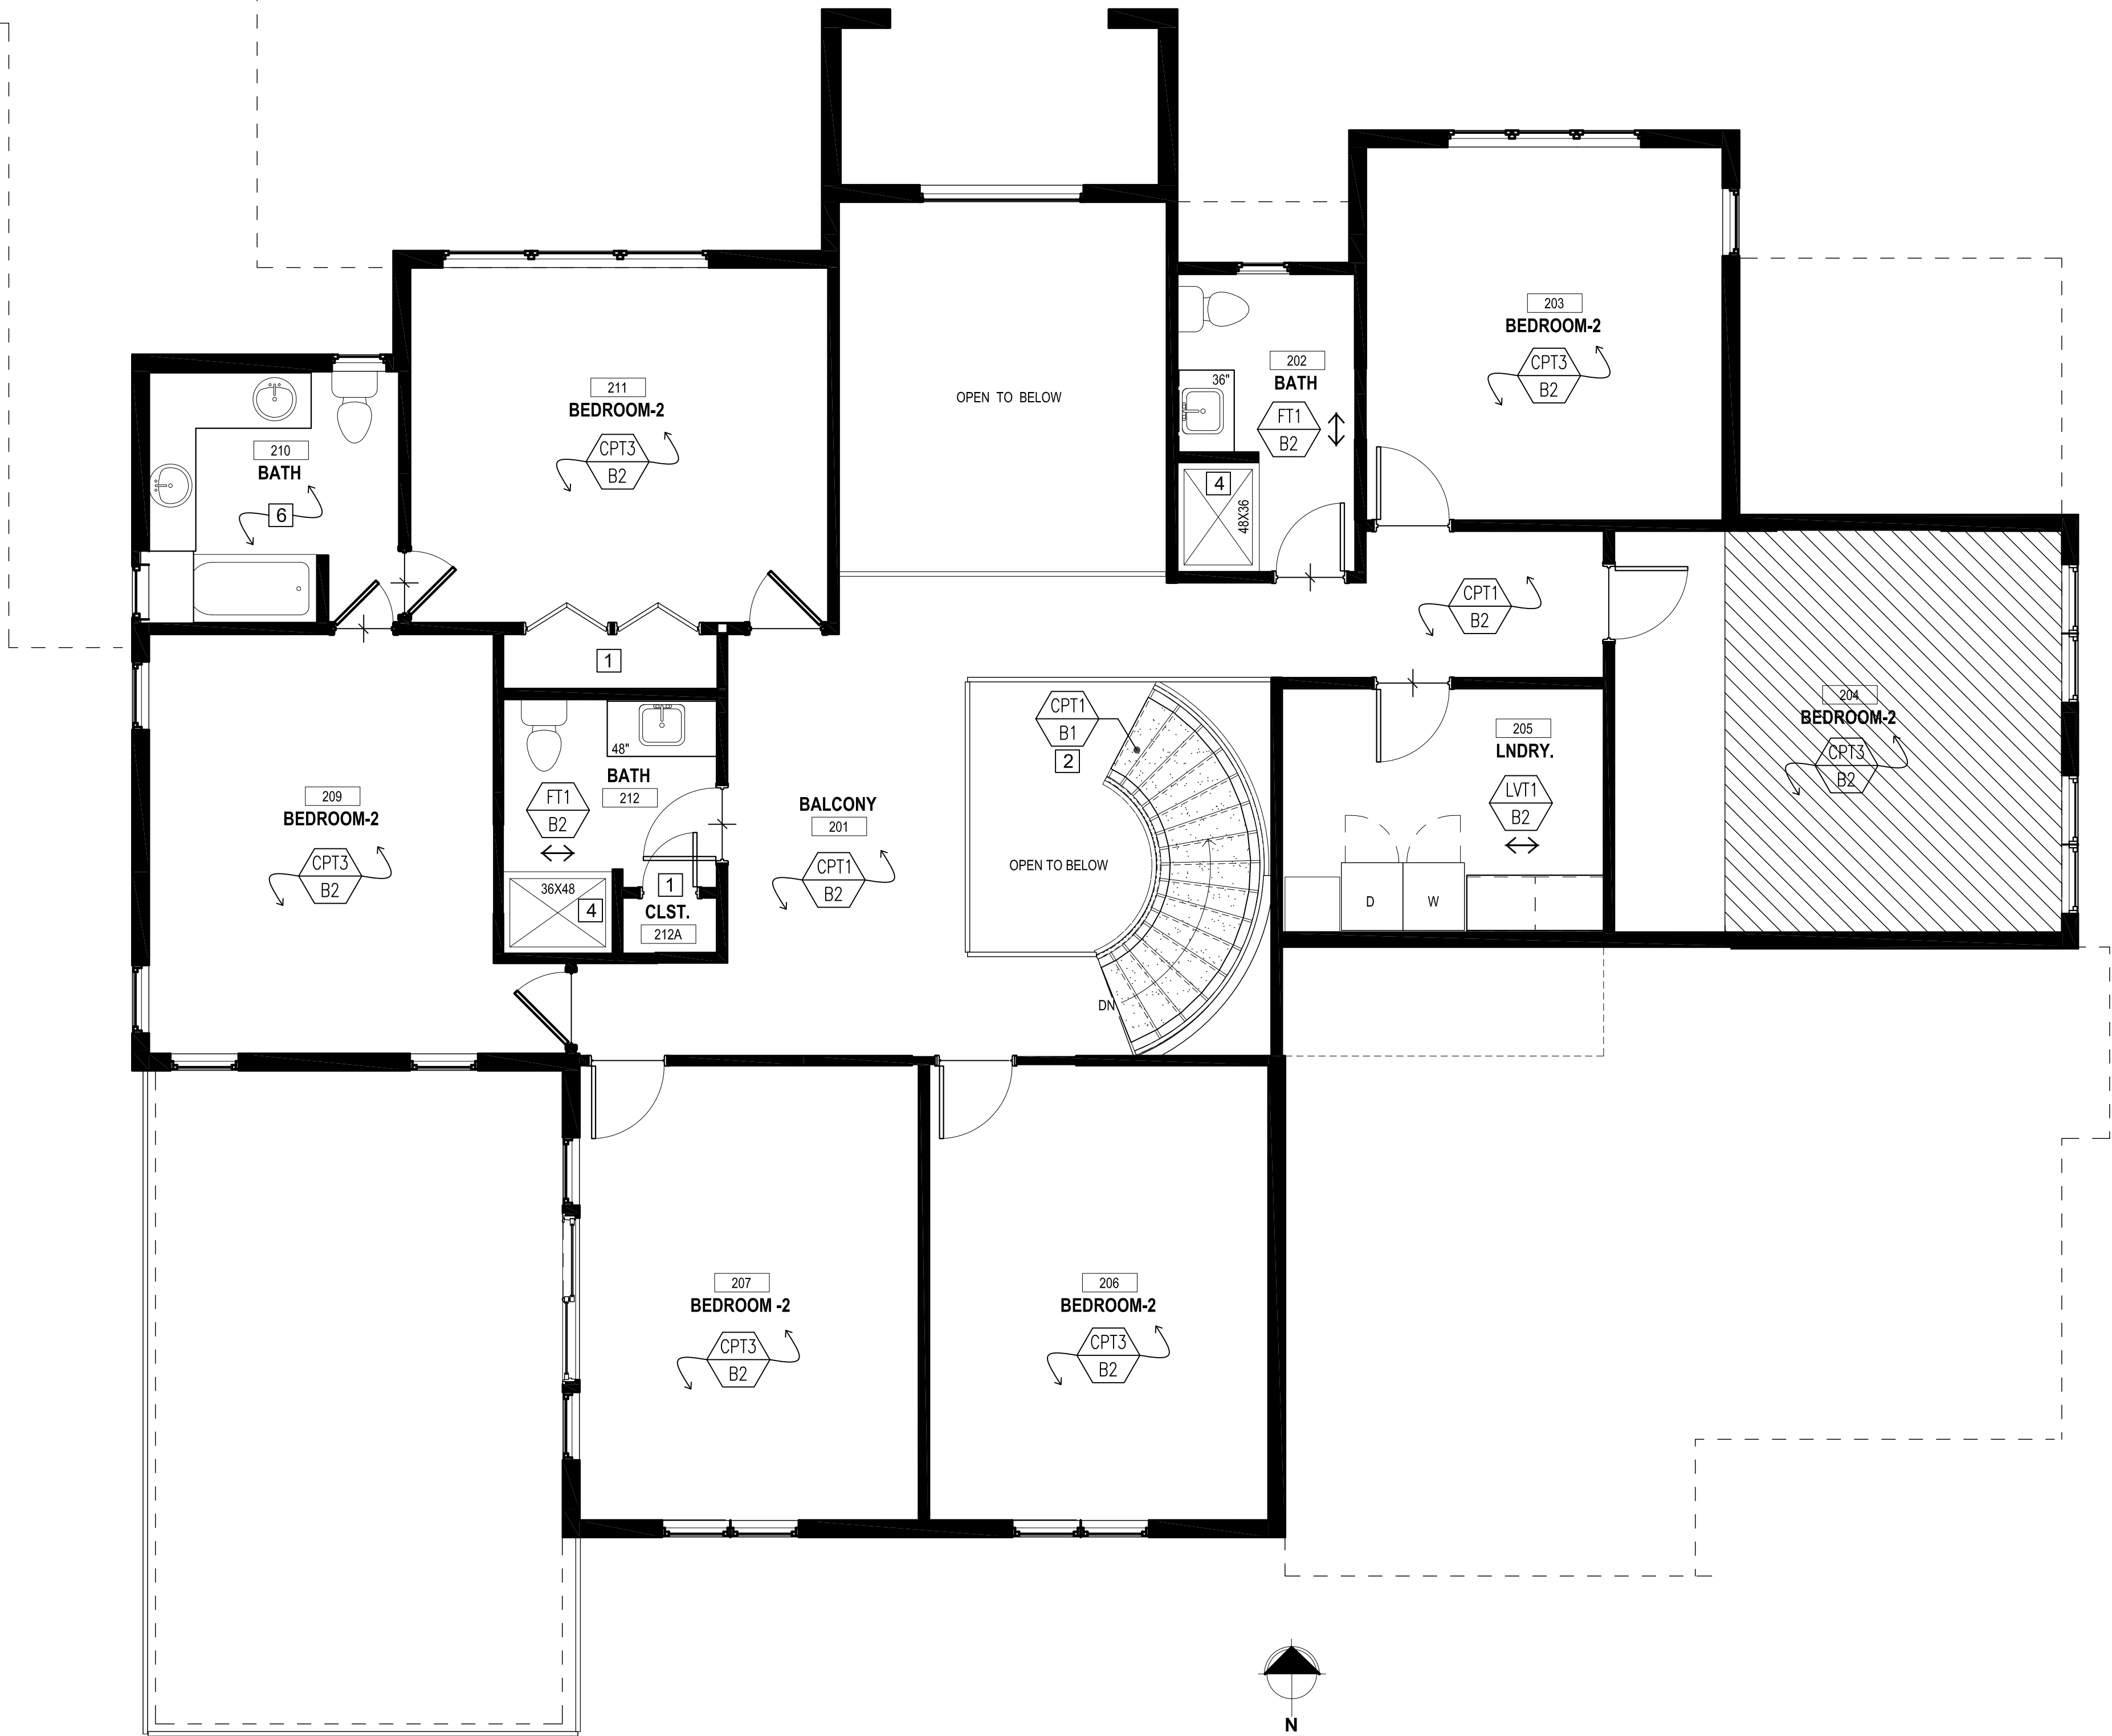 203
BEDROOM-2
CPT3
B2
202
BATH
36"
FT1
B2
4
48X36
OPEN TO BELOW
211
BEDROOM-2
CPT3
B2
210
BATH
6
CPT1
B2
1
204
BEDROOM-2
CPT3
B2
205
LNDRY.
LVT1
B2
D
W
CPT1
B1
2
OPEN TO BELOW
DN
48"
BATH
212
FT1
B2
36X48
4
1
CLST.
212A
BALCONY
201
CPT1
B2
209
BEDROOM-2
CPT3
B2
207
BEDROOM -2
CPT3
B2
206
BEDROOM-2
CPT3
B2
N